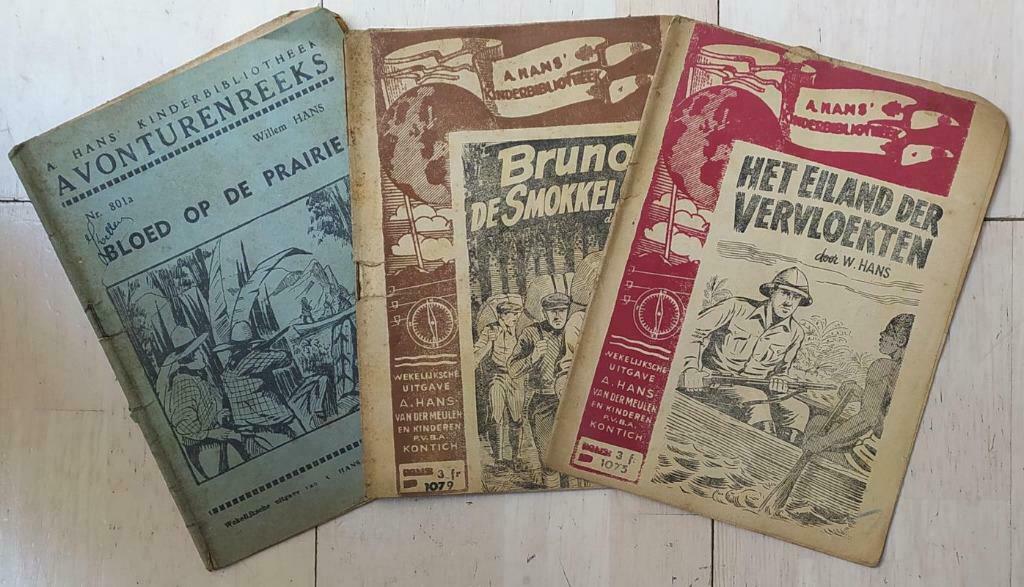 A HANS' KINDERBIBLIOTHEEK
AVONTURENREEKS
Willem HANS
Nr. 801a
BLOED OP DE PRAIRIE
Wekelijksche uitgave van A. HANS
A. HANS'
KINDERBIBLIOTHEEK
Bruno
DE SMOKKEL
WEKELIJKSCHE
UITGAVE
A. HANS-
VAN DER MEULEN
EN KINDEREN
P.V.B.A.
KONTICH
3 fr
1079
A. HANS'
KINDERBIBLIOTHEEK
HET EILAND DER
VERVLOEKTEN
door W. HANS
WEKELIJKSCHE
UITGAVE
A. HANS-
VAN DER MEULEN
EN KINDEREN
P.V.B.A.
KONTICH
3 fr
1075